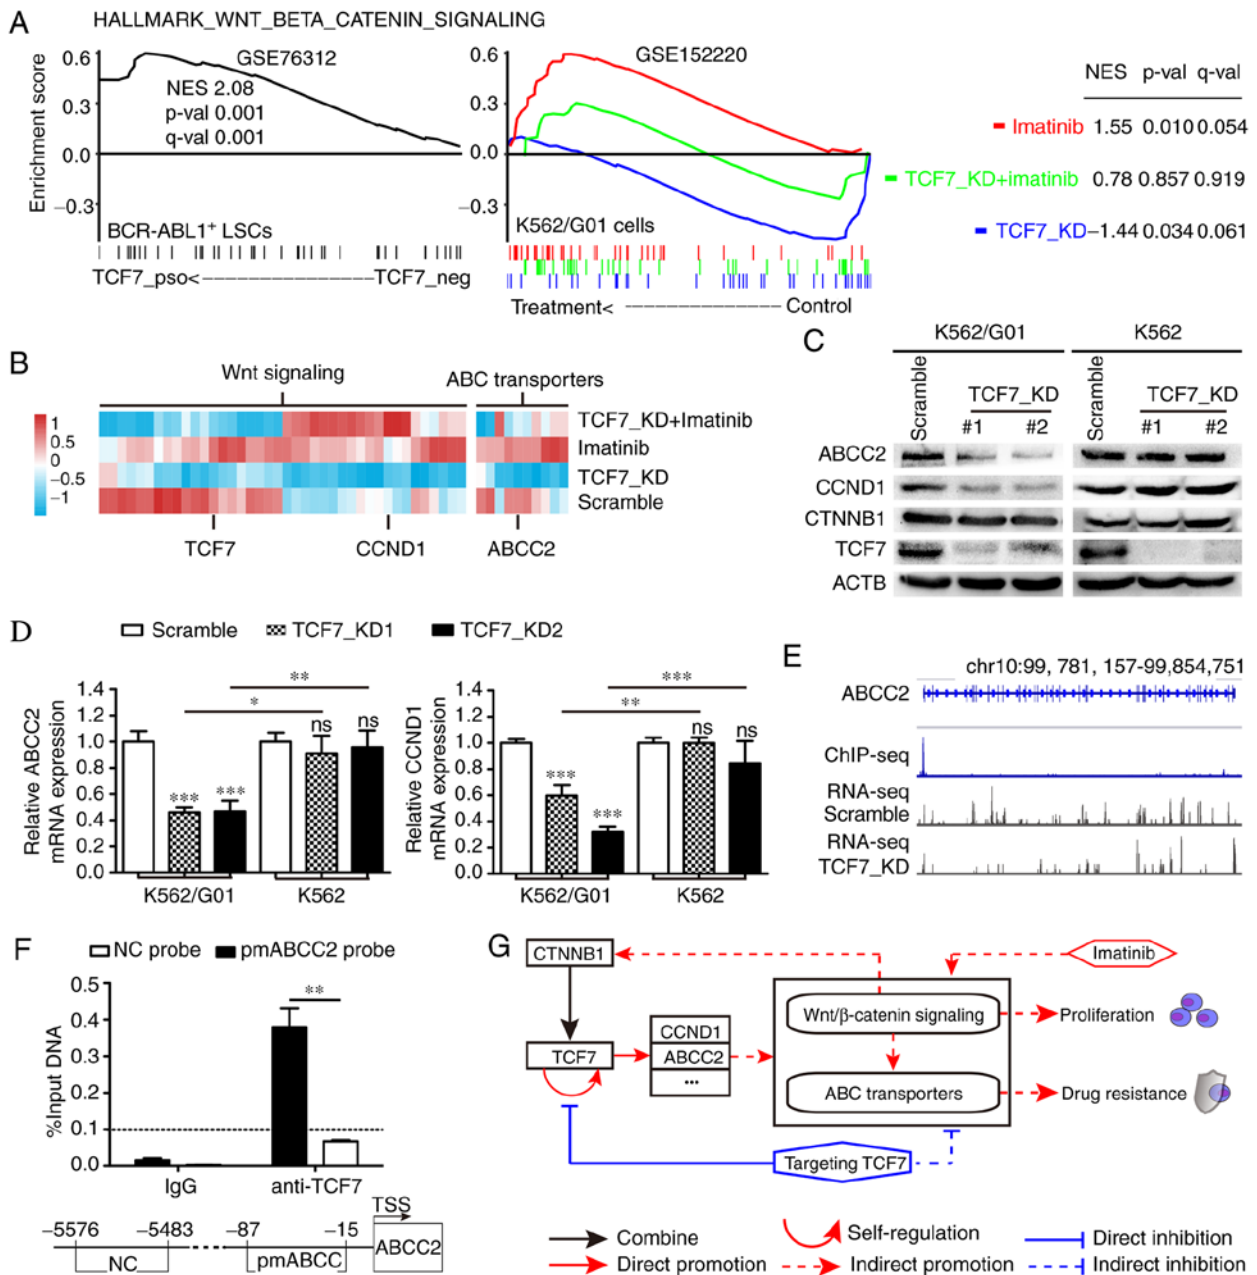 A
HALLMARK_WNT_BETA_CATENIN_SIGNALING
Enrichment score
0.6
0.3
0.0
−0.3
GSE76312
NES 2.08
p-val 0.001
q-val 0.001
BCR-ABL1+ LSCs
TCF7_pso<------------------TCF7_neg
0.6
0.3
0.0
−0.3
GSE152220
K562/G01 cells
Treatment< -------------- Control
NES p-val q-val
Imatinib 1.55 0.010 0.054
TCF7_KD+imatinib 0.78 0.857 0.919
TCF7_KD −1.44 0.034 0.061
B
Wnt signaling
ABC transporters
1
0.5
0
−0.5
−1
TCF7_KD+Imatinib
Imatinib
TCF7_KD
Scramble
TCF7
CCND1
ABCC2
C
K562/G01
K562
Scramble
TCF7_KD
#1
#2
Scramble
TCF7_KD
#1
#2
ABCC2
CCND1
CTNNB1
TCF7
ACTB
D
Scramble
TCF7_KD1
TCF7_KD2
Relative ABCC2
mRNA expression
1.4
1.2
1.0
0.8
0.6
0.4
0.2
0.0
**
*
ns
ns
***
***
K562/G01
K562
Relative CCND1
mRNA expression
1.4
1.2
1.0
0.8
0.6
0.4
0.2
0.0
***
**
ns
ns
***
***
K562/G01
K562
E
chr10:99, 781, 157-99,854,751
ABCC2
ChIP-seq
RNA-seq
Scramble
RNA-seq
TCF7_KD
F
NC probe
pmABCC2 probe
%Input DNA
0.5
0.4
0.3
0.2
0.1
0.0
**
IgG
anti-TCF7
TSS
−5576
−5483
−87
−15
NC
pmABCC
ABCC2
G
CTNNB1
Imatinib
Wnt/β-catenin signaling
Proliferation
TCF7
CCND1
ABCC2
...
ABC transporters
Drug resistance
Targeting TCF7
Combine
Self-regulation
Direct inhibition
Direct promotion
Indirect promotion
Indirect inhibition